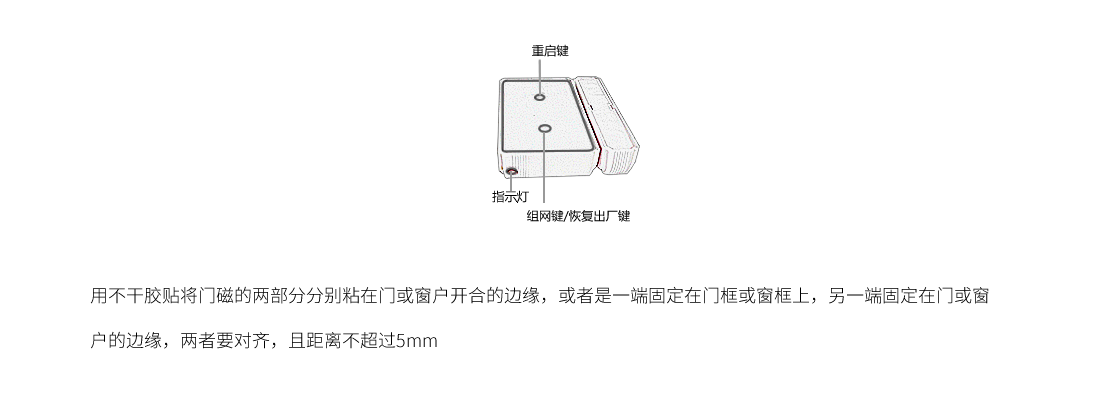 重启键
指示灯
组网键/恢复出厂键
用不干胶贴将门磁的两部分分别粘在门或窗户开合的边缘，或者是一端固定在门框或窗框上，另一端固定在门或窗
户的边缘，两者要对齐，且距离不超过5mm